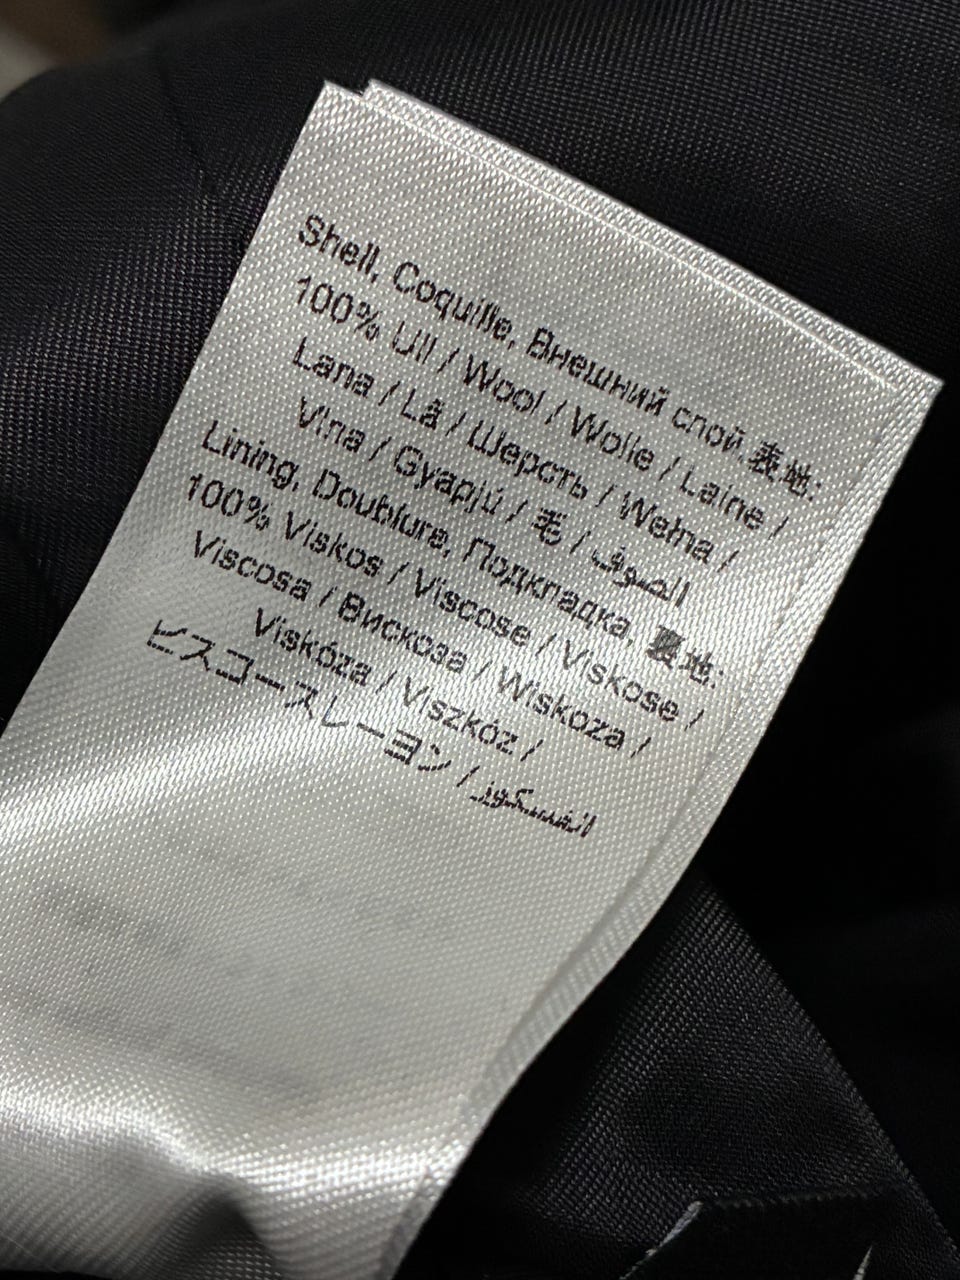 Shell, Coquille, Внешний слой, 表地:
100% Ull / Wool / Wolle / Laine /
Lana / Lã / Шерсть / Wełna /
Vlna / Gyapjú / 毛 / الصوف
Lining, Doublure, Подкладка, 裏地:
100% Viskos / Viscose / Viskose /
Viscosa / Вискоза / Wiskoza /
Viskóza / Viszkóz /
ビスコースレーヨン / الفسكوز